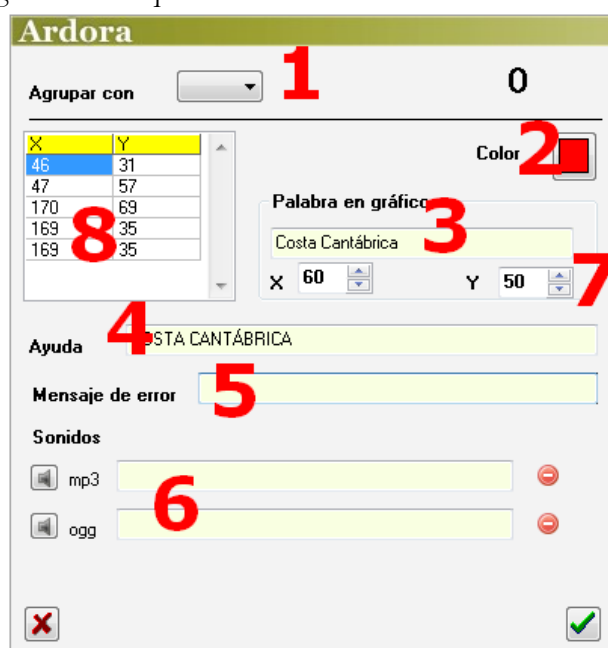 Ardora
Agrupar con 1 0
X Y
46 31
47 57
170 69
169 35
169 35
8
Color 2
Palabra en gráfico
Costa Cantábrica 3
X 60 Y 50 7
Ayuda 4 OSTA CANTÁBRICA
Mensaje de error 5
Sonidos
mp3
6
ogg